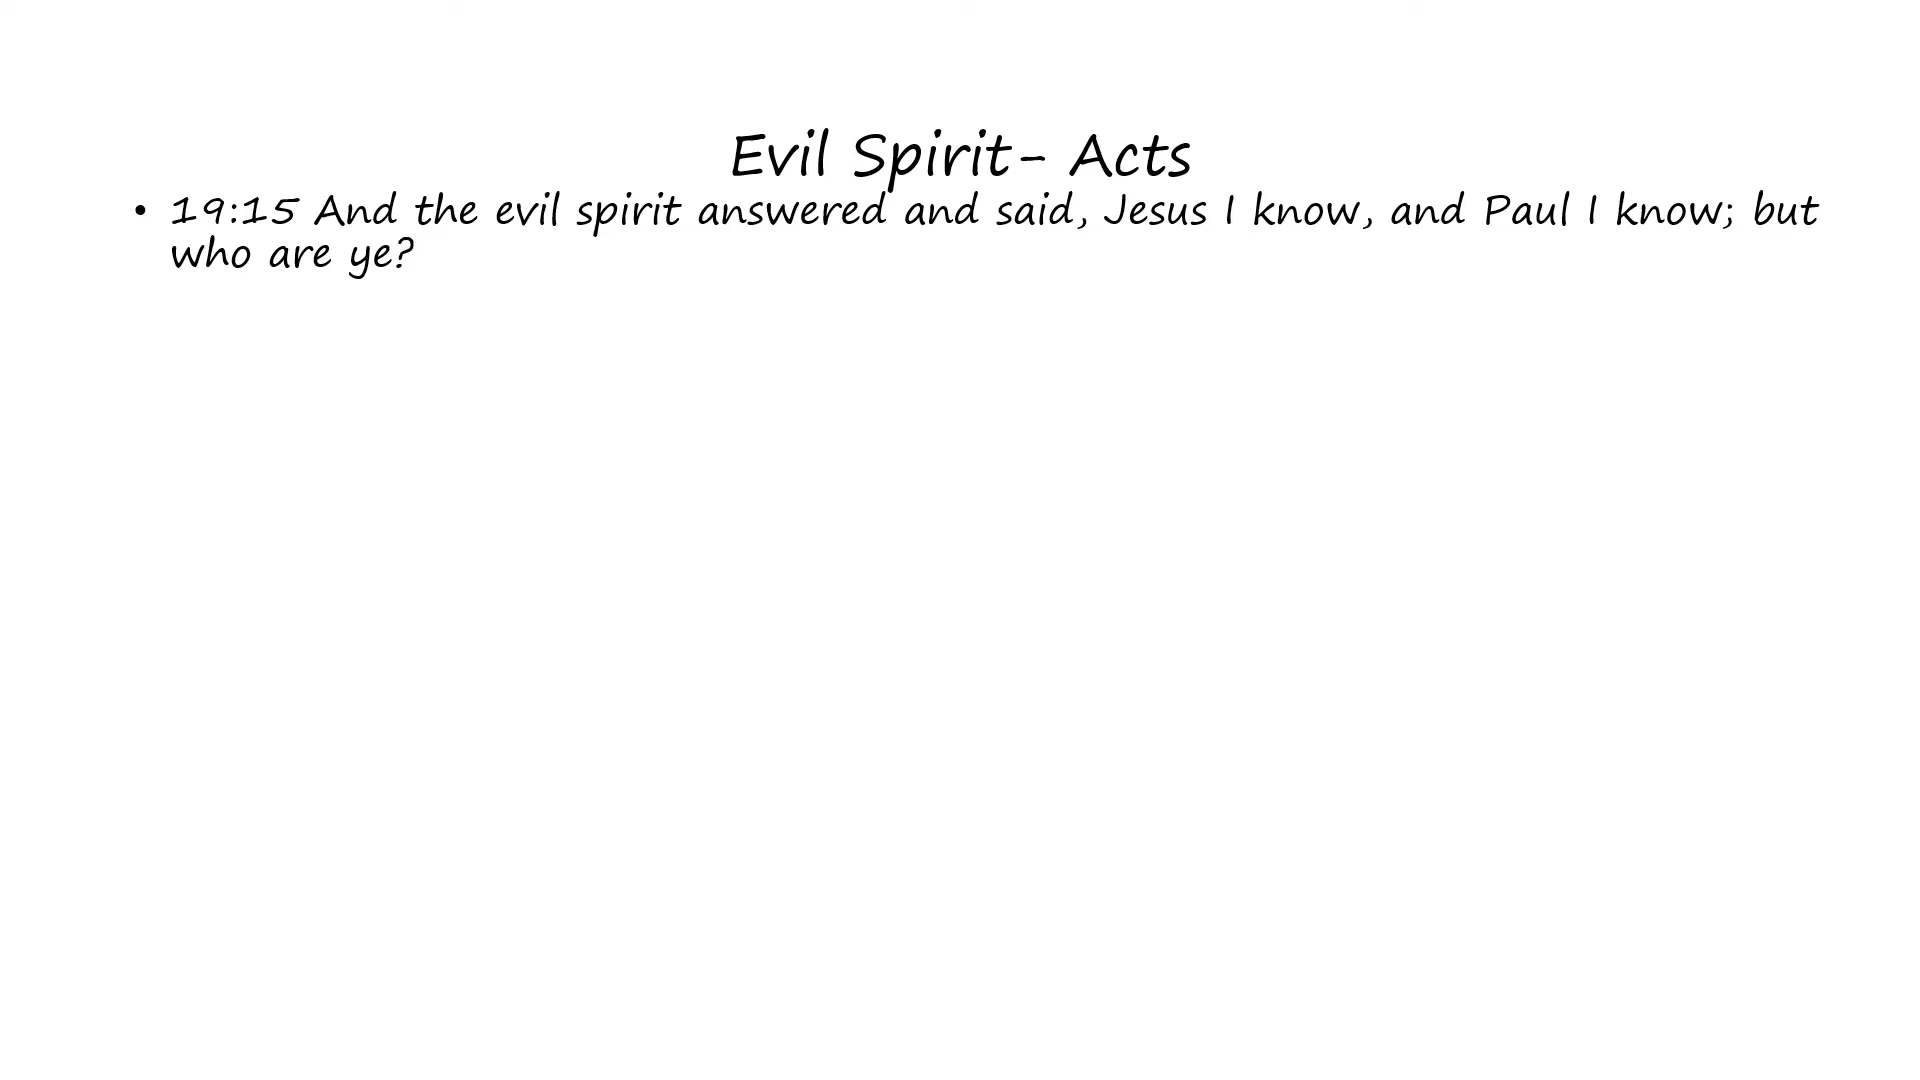 Evil Spirit- Acts
• 19:15 And the evil spirit answered and said, Jesus I know, and Paul I know; but
who are ye?